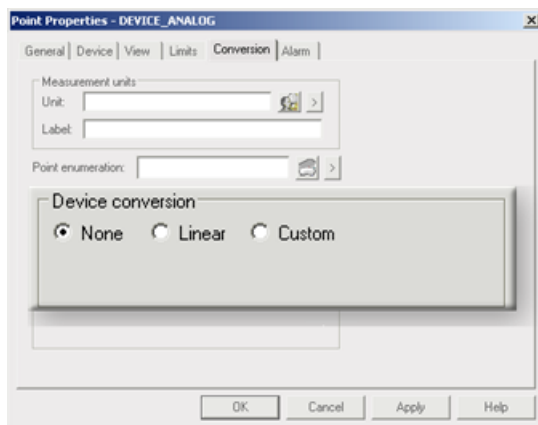 Point Properties - DEVICE_ANALOG
General Device View Limits Conversion Alarm
Measurement units
Unit:
Label:
Point enumeration:
Device conversion
None Linear Custom
OK Cancel Apply Help